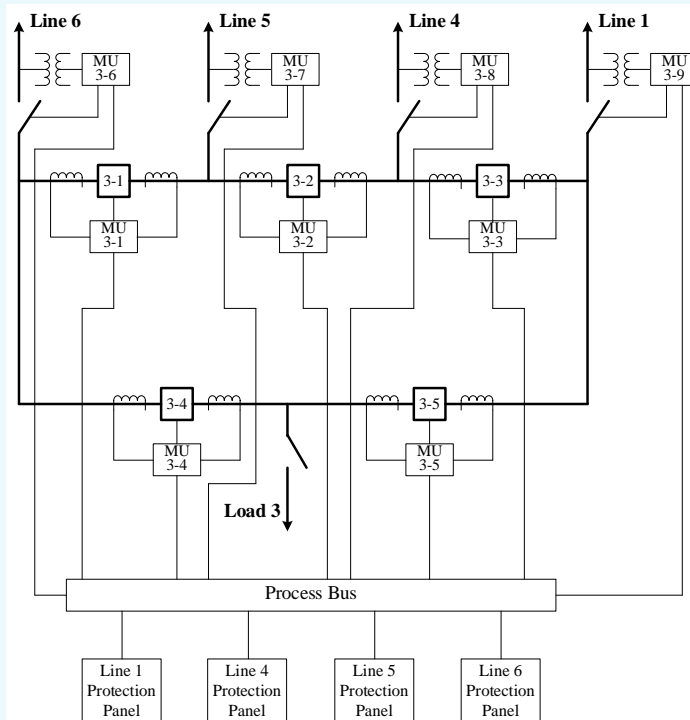 Line 6
Line 5
Line 4
Line 1
MU
3-6
MU
3-7
MU
3-8
MU
3-9
3-1
3-2
3-3
MU
3-1
MU
3-2
MU
3-3
3-4
3-5
MU
3-4
MU
3-5
Load 3
Process Bus
Line 1
Protection
Panel
Line 4
Protection
Panel
Line 5
Protection
Panel
Line 6
Protection
Panel